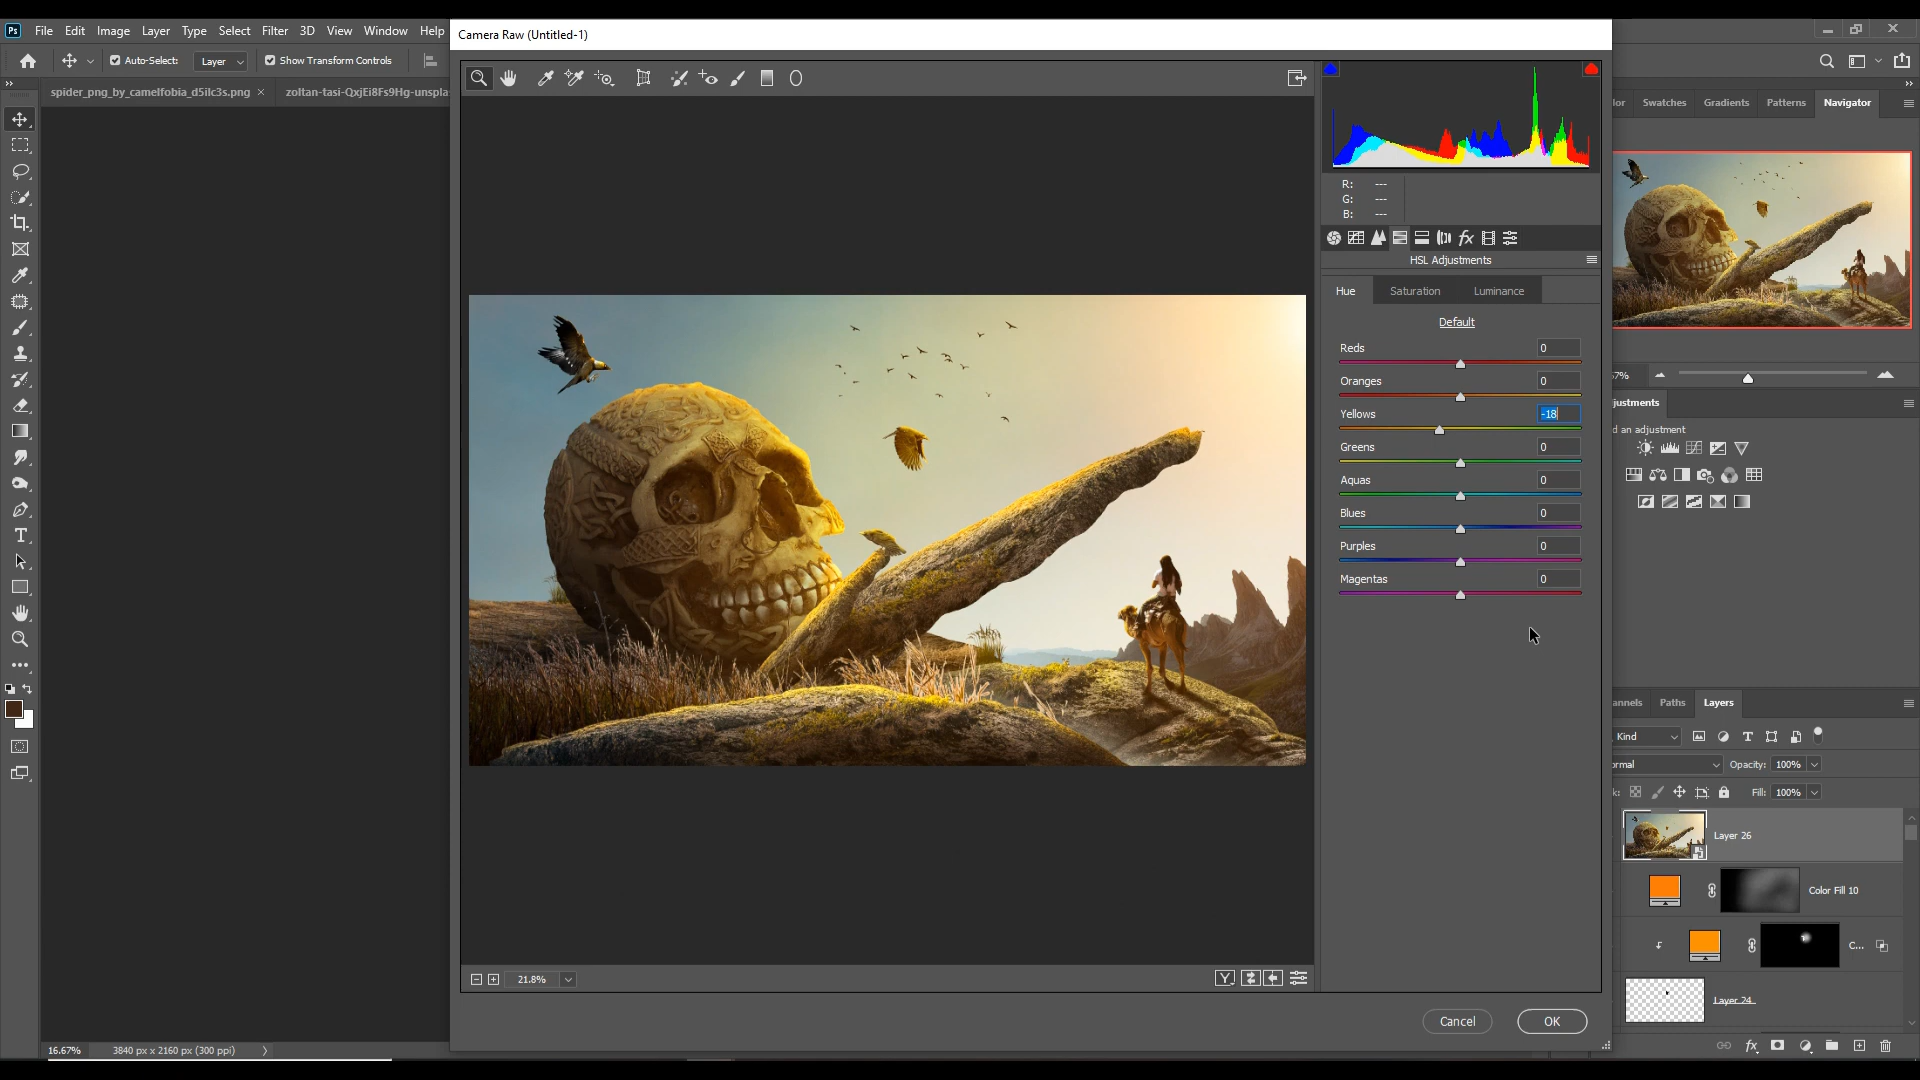 Ps File Edit Image Layer Type Select Filter 3D View Window Help
Camera Raw (Untitled-1)
Auto-Select: Layer Show Transform Controls
spider_png_by_camelfobia_d5ilc3s.png × zoltan-tasi-QxjEi8Fs9Hg-unspla
Swatches Gradients Patterns Navigator
R: ---
G: ---
B: ---
HSL Adjustments
Hue Saturation Luminance
Default
Reds 0
Oranges 0
Yellows -18
Greens 0
Aquas 0
Blues 0
Purples 0
Magentas 0
justments
d an adjustment
annels Paths Layers
Kind
ormal Opacity: 100%
Fill: 100%
Layer 26
Color Fill 10
C...
Layer 24
21.8%
Cancel OK
16.67% 3840 px x 2160 px (300 ppi)